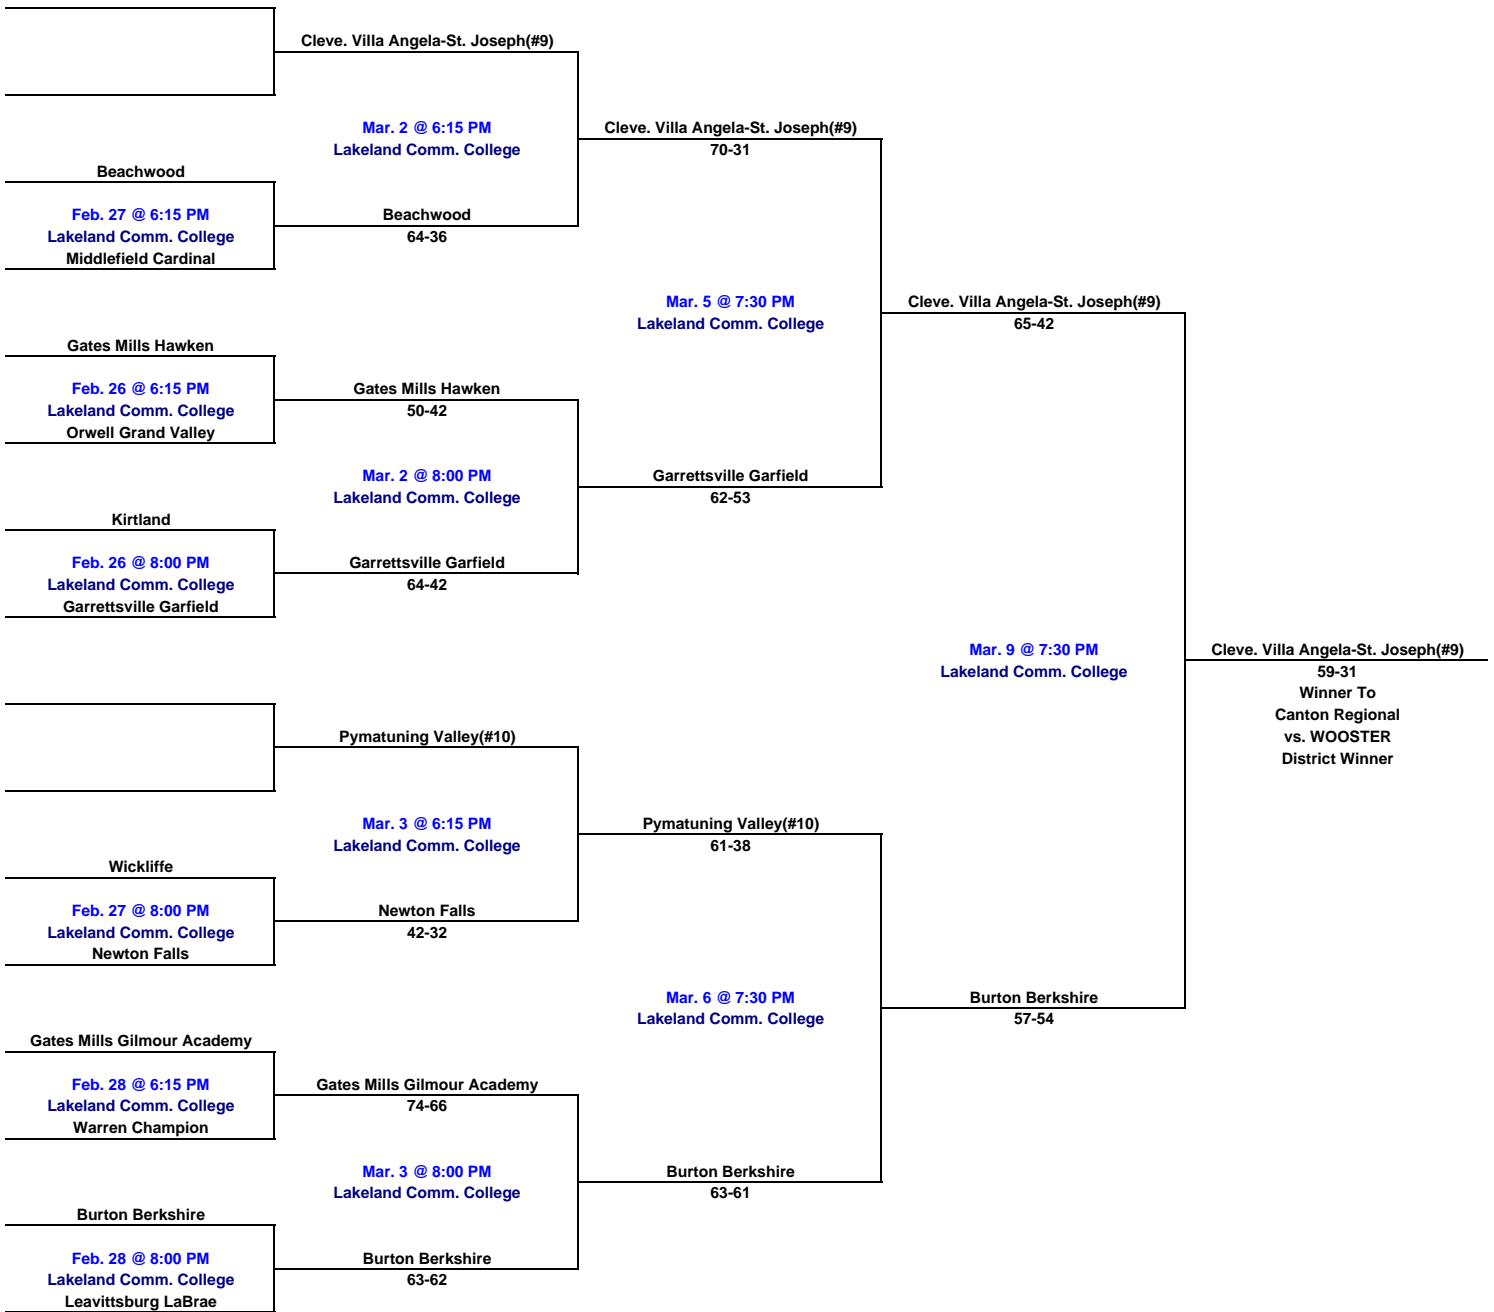 Cleve. Villa Angela-St. Joseph(#9)
Mar. 2 @ 6:15 PM
Lakeland Comm. College
Cleve. Villa Angela-St. Joseph(#9)
70-31
Beachwood
Feb. 27 @ 6:15 PM
Lakeland Comm. College
Middlefield Cardinal
Beachwood
64-36
Mar. 5 @ 7:30 PM
Lakeland Comm. College
Cleve. Villa Angela-St. Joseph(#9)
65-42
Gates Mills Hawken
Feb. 26 @ 6:15 PM
Lakeland Comm. College
Orwell Grand Valley
Gates Mills Hawken
50-42
Mar. 2 @ 8:00 PM
Lakeland Comm. College
Garrettsville Garfield
62-53
Kirtland
Feb. 26 @ 8:00 PM
Lakeland Comm. College
Garrettsville Garfield
Garrettsville Garfield
64-42
Mar. 9 @ 7:30 PM
Lakeland Comm. College
Cleve. Villa Angela-St. Joseph(#9)
59-31
Winner To
Canton Regional
vs. WOOSTER
District Winner
Pymatuning Valley(#10)
Mar. 3 @ 6:15 PM
Lakeland Comm. College
Pymatuning Valley(#10)
61-38
Wickliffe
Feb. 27 @ 8:00 PM
Lakeland Comm. College
Newton Falls
Newton Falls
42-32
Mar. 6 @ 7:30 PM
Lakeland Comm. College
Burton Berkshire
57-54
Gates Mills Gilmour Academy
Feb. 28 @ 6:15 PM
Lakeland Comm. College
Warren Champion
Gates Mills Gilmour Academy
74-66
Mar. 3 @ 8:00 PM
Lakeland Comm. College
Burton Berkshire
63-61
Burton Berkshire
Feb. 28 @ 8:00 PM
Lakeland Comm. College
Leavittsburg LaBrae
Burton Berkshire
63-62